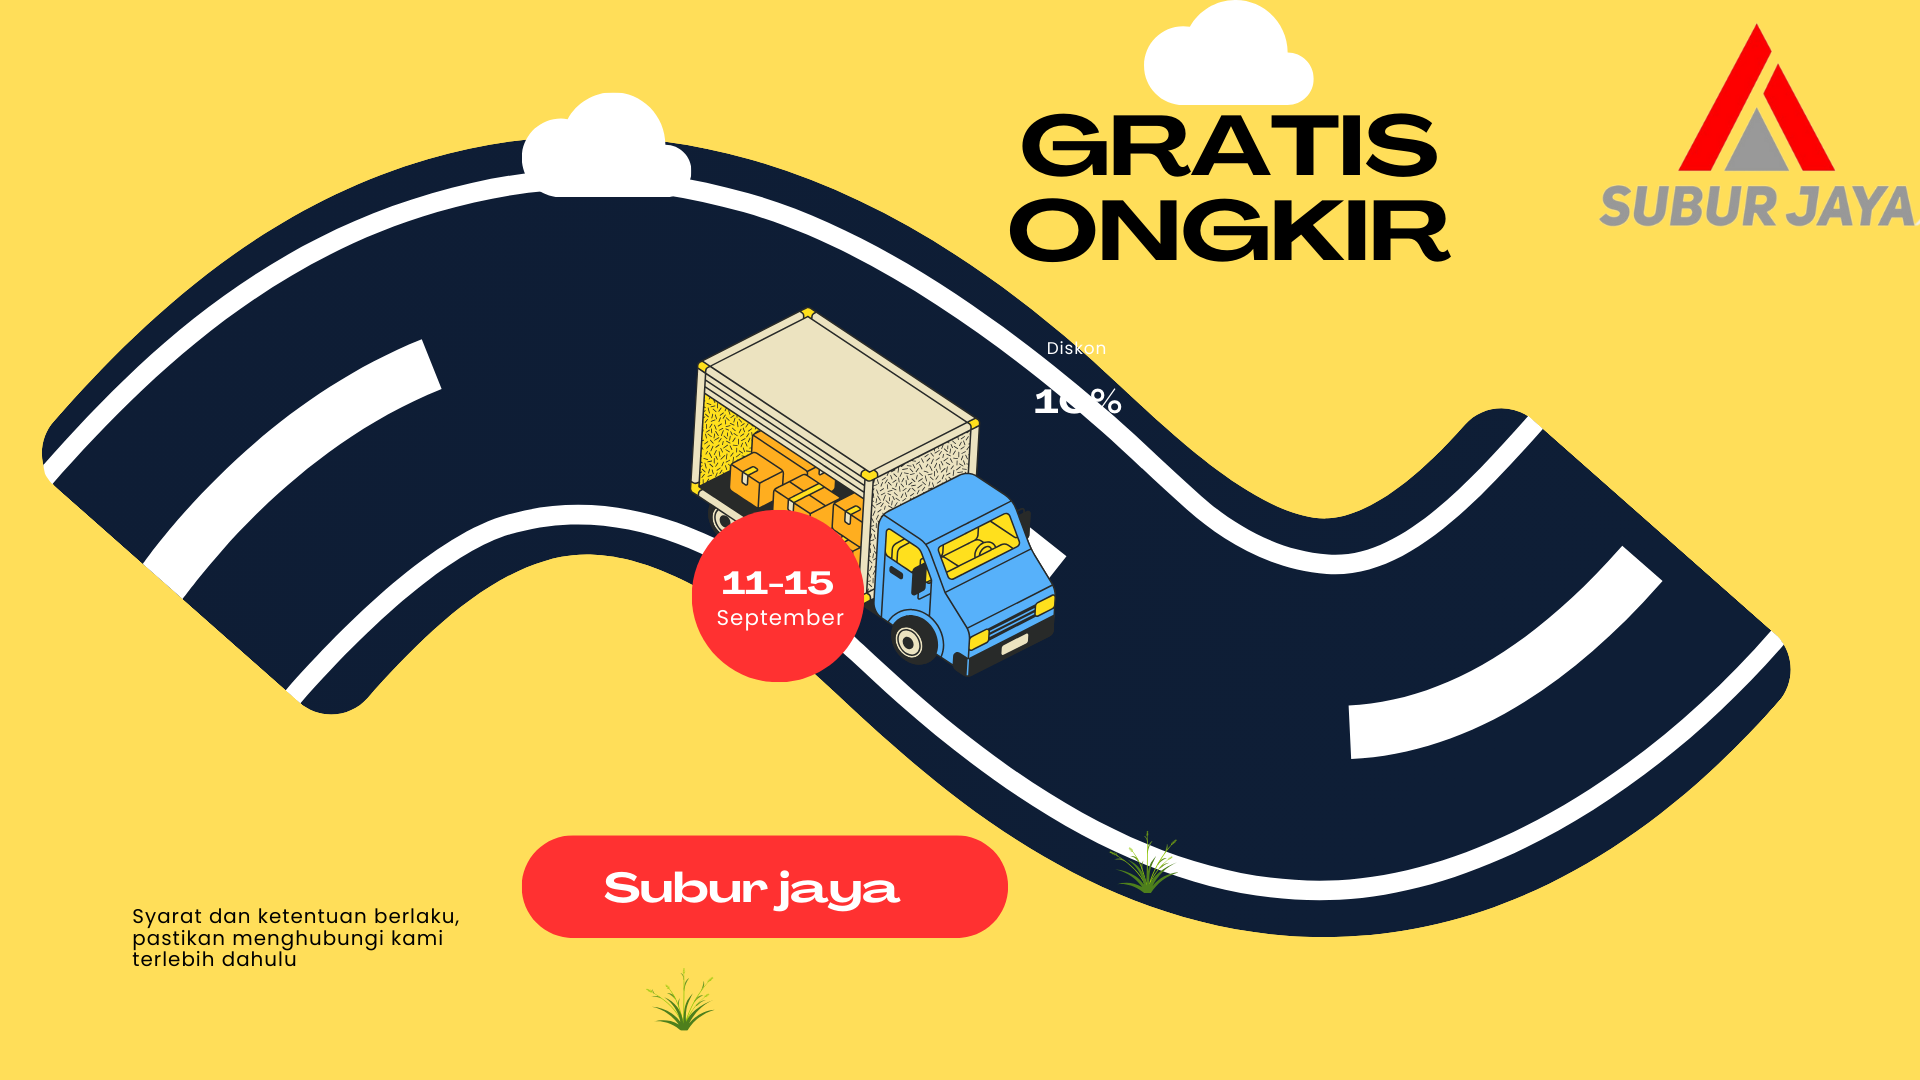 GRATIS
ONGKIR
SUBUR JAYA
Diskon
10%
11-15
September
Subur jaya
Syarat dan ketentuan berlaku,
pastikan menghubungi kami
terlebih dahulu